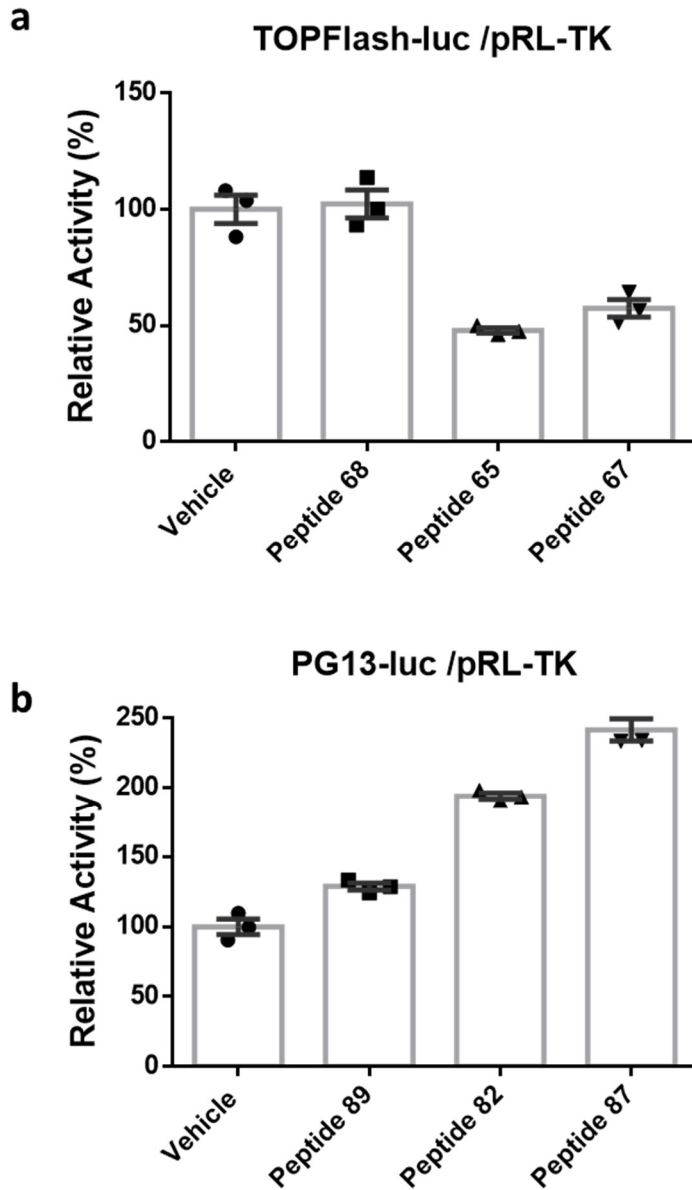 a
TOPFlash-luc /pRL-TK
Relative Activity (%)
150
100
50
0
Vehicle
Peptide 68
Peptide 65
Peptide 67
b
PG13-luc /pRL-TK
Relative Activity (%)
250
200
150
100
50
0
Vehicle
Peptide 89
Peptide 82
Peptide 87